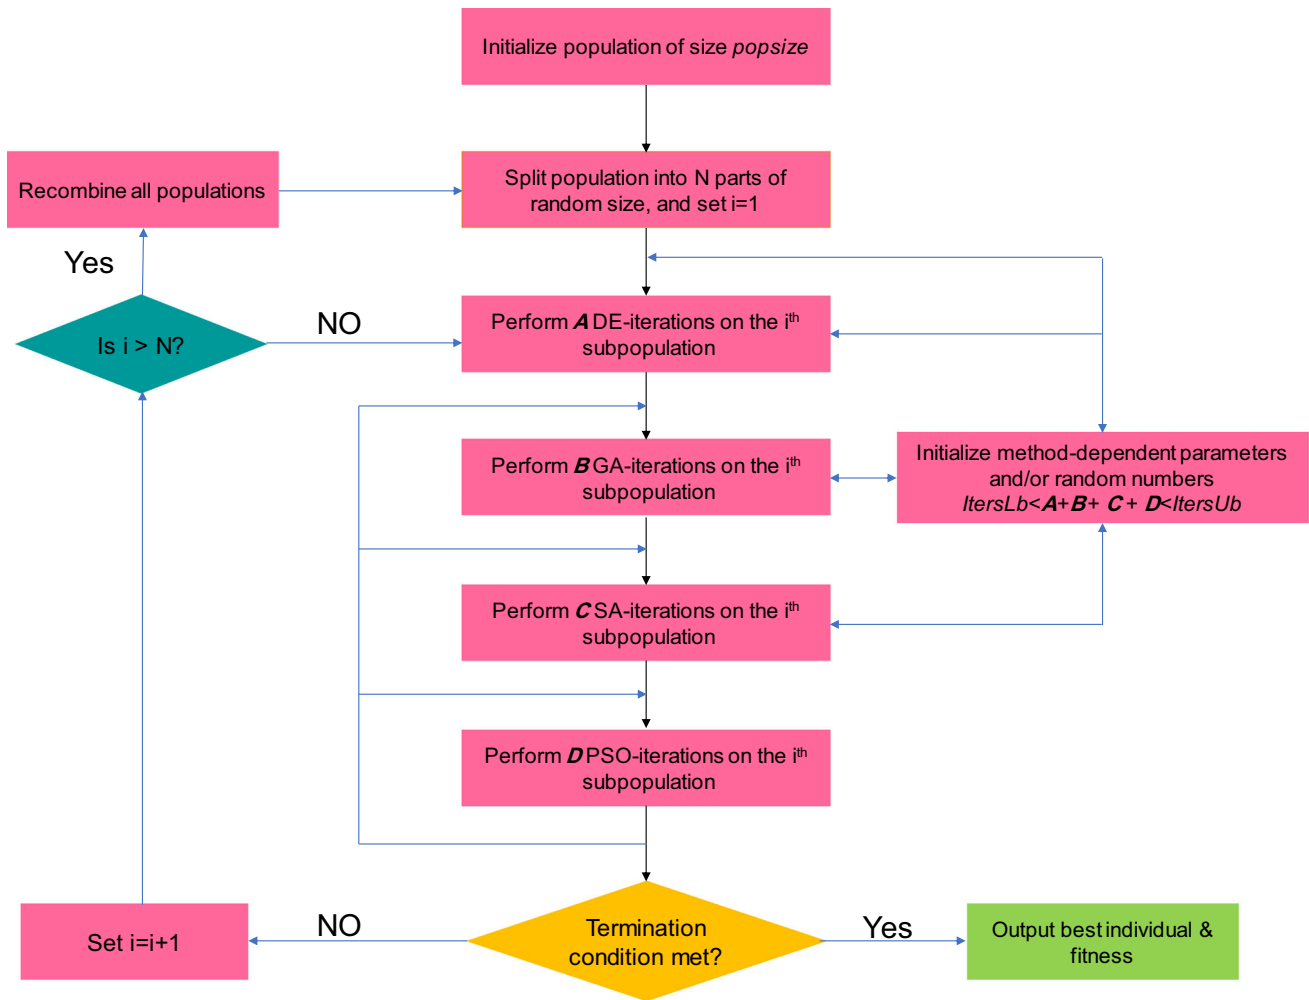 Initialize population of size popsize
Recombine all populations
Split population into N parts of
random size, and set i=1
Yes
Is i > N?
NO
Perform A DE-iterations on the ith
subpopulation
Perform B GA-iterations on the ith
subpopulation
Initialize method-dependent parameters
and/or random numbers
ItersLb<A+B+ C + D<ItersUb
Perform C SA-iterations on the ith
subpopulation
Perform D PSO-iterations on the ith
subpopulation
Set i=i+1
NO
Termination
condition met?
Yes
Output best individual &
fitness